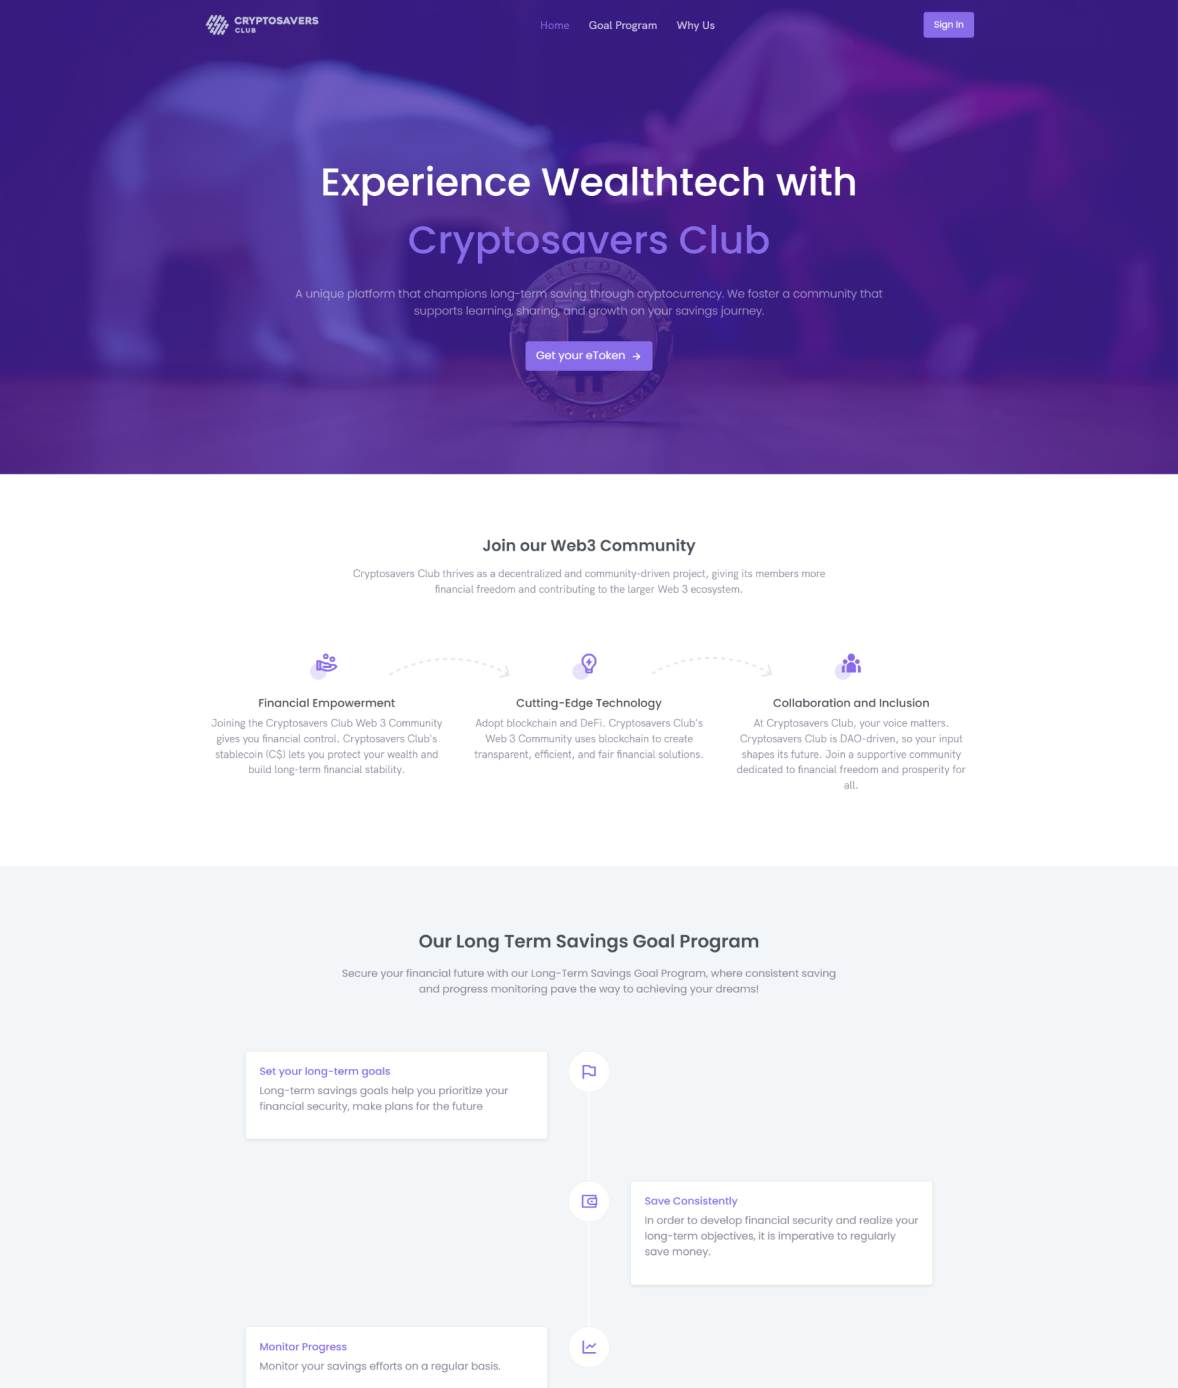 CRYPTOSAVERS
CLUB
Home
Goal Program
Why Us
Sign In
Experience Wealthtech with
Cryptosavers Club
A unique platform that champions long-term saving through cryptocurrency. We foster a community that
supports learning, sharing, and growth on your savings journey.
BITCOIN
Get your eToken
Join our Web3 Community
Cryptosavers Club thrives as a decentralized and community-driven project, giving its members more
financial freedom and contributing to the larger Web 3 ecosystem.
Financial Empowerment
Joining the Cryptosavers Club Web 3 Community
gives you financial control. Cryptosavers Club's
stablecoin (C$) lets you protect your wealth and
build long-term financial stability.
Cutting-Edge Technology
Adopt blockchain and DeFi. Cryptosavers Club's
Web 3 Community uses blockchain to create
transparent, efficient, and fair financial solutions.
Collaboration and Inclusion
At Cryptosavers Club, your voice matters.
Cryptosavers Club is DAO-driven, so your input
shapes its future. Join a supportive community
dedicated to financial freedom and prosperity for
all.
Our Long Term Savings Goal Program
Secure your financial future with our Long-Term Savings Goal Program, where consistent saving
and progress monitoring pave the way to achieving your dreams!
Set your long-term goals
Long-term savings goals help you prioritize your
financial security, make plans for the future
Save Consistently
In order to develop financial security and realize your
long-term objectives, it is imperative to regularly
save money.
Monitor Progress
Monitor your savings efforts on a regular basis.